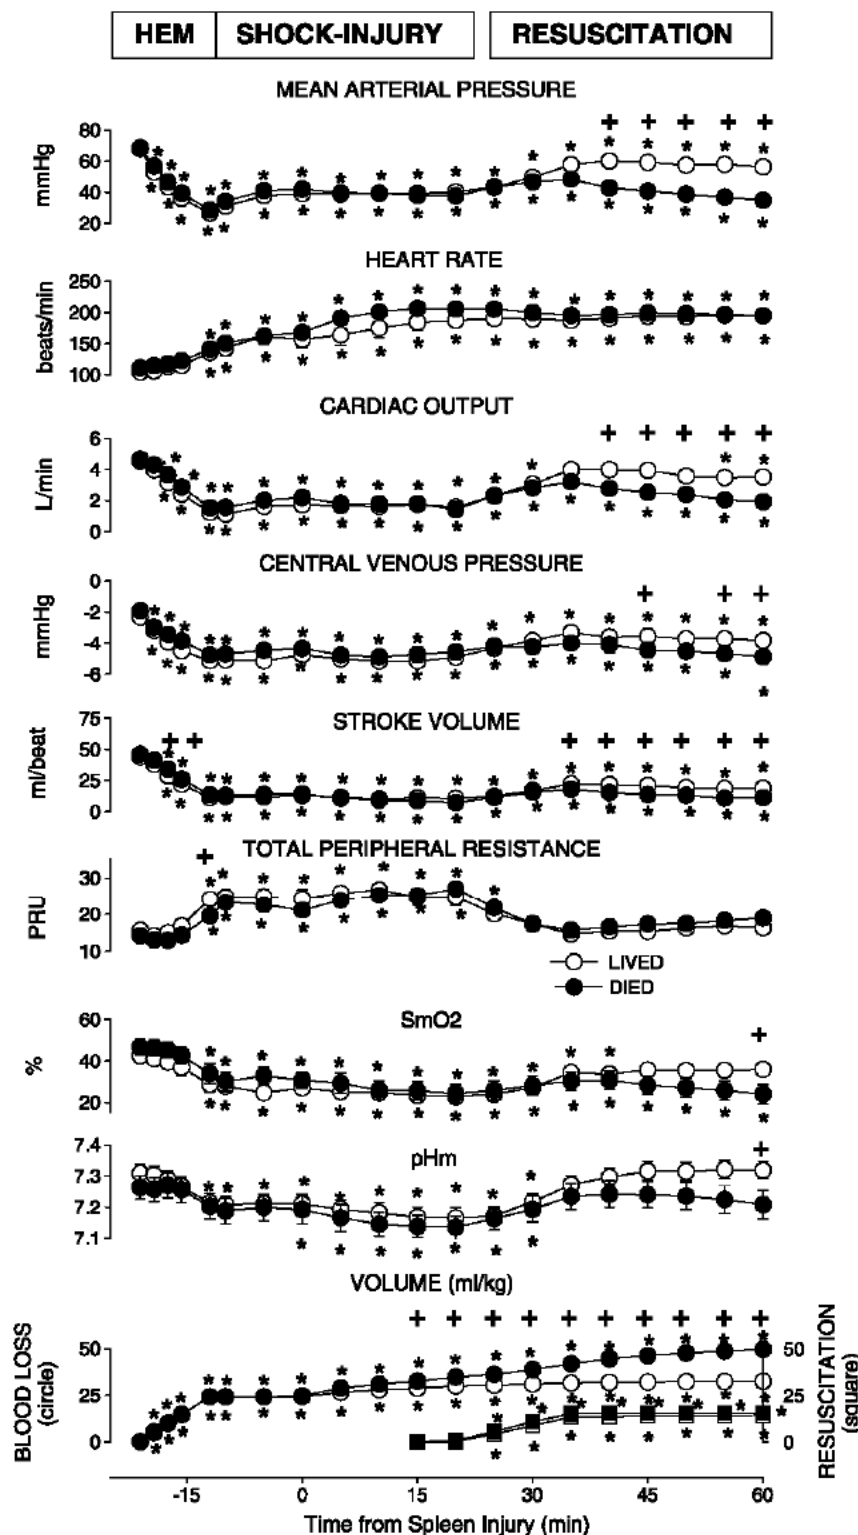 HEM SHOCK-INJURY RESUSCITATION
MEAN ARTERIAL PRESSURE
mmHg
80
60
40
20
HEART RATE
beats/min
250
200
150
100
CARDIAC OUTPUT
L/min
6
4
2
0
CENTRAL VENOUS PRESSURE
mmHg
0
-2
-4
-6
STROKE VOLUME
ml/beat
75
50
25
0
TOTAL PERIPHERAL RESISTANCE
PRU
30
20
10
LIVED
DIED
SmO2
%
60
40
20
pHm
7.4
7.3
7.2
7.1
VOLUME (ml/kg)
BLOOD LOSS
(circle)
50
25
0
50
25
0
RESUSCITATION
(square)
-15 0 15 30 45 60
Time from Spleen Injury (min)